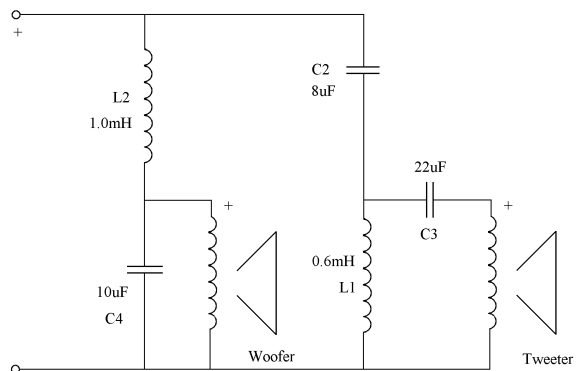 +
L2
1.0mH
+
10uF
C4
Woofer
C2
8uF
22uF
C3
+
0.6mH
L1
Tweeter